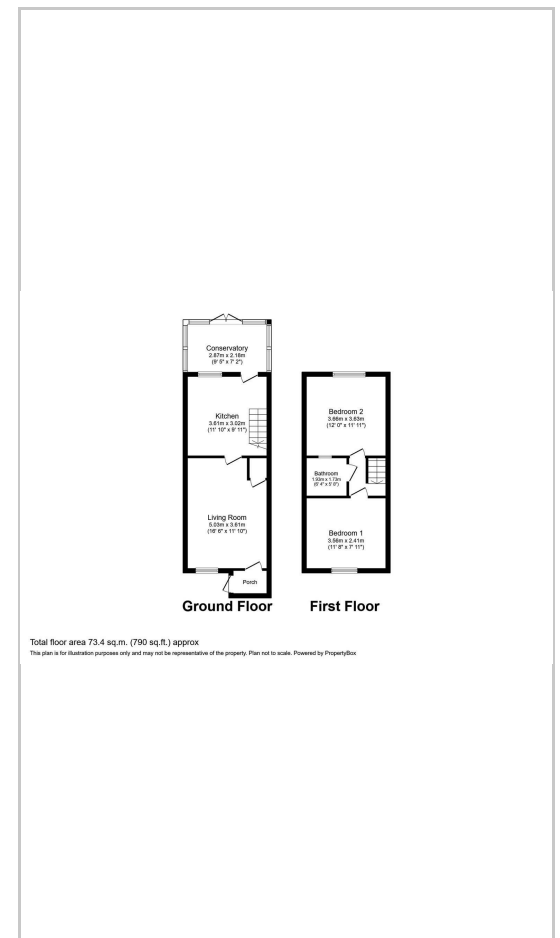 Conservatory
2.87m x 2.18m
(9' 5" x 7' 2")
Kitchen
3.61m x 3.02m
(11' 10" x 9' 11")
Living Room
5.03m x 3.61m
(16' 6" x 11' 10")
Porch
Ground Floor
Bedroom 2
3.66m x 3.63m
(12' 0" x 11' 11")
Bathroom
1.93m x 1.73m
(6' 4" x 5' 8")
Bedroom 1
3.56m x 2.41m
(11' 8" x 7' 11")
First Floor
Total floor area 73.4 sq.m. (790 sq.ft.) approx
This plan is for illustration purposes only and may not be representative of the property. Plan not to scale. Powered by PropertyBox